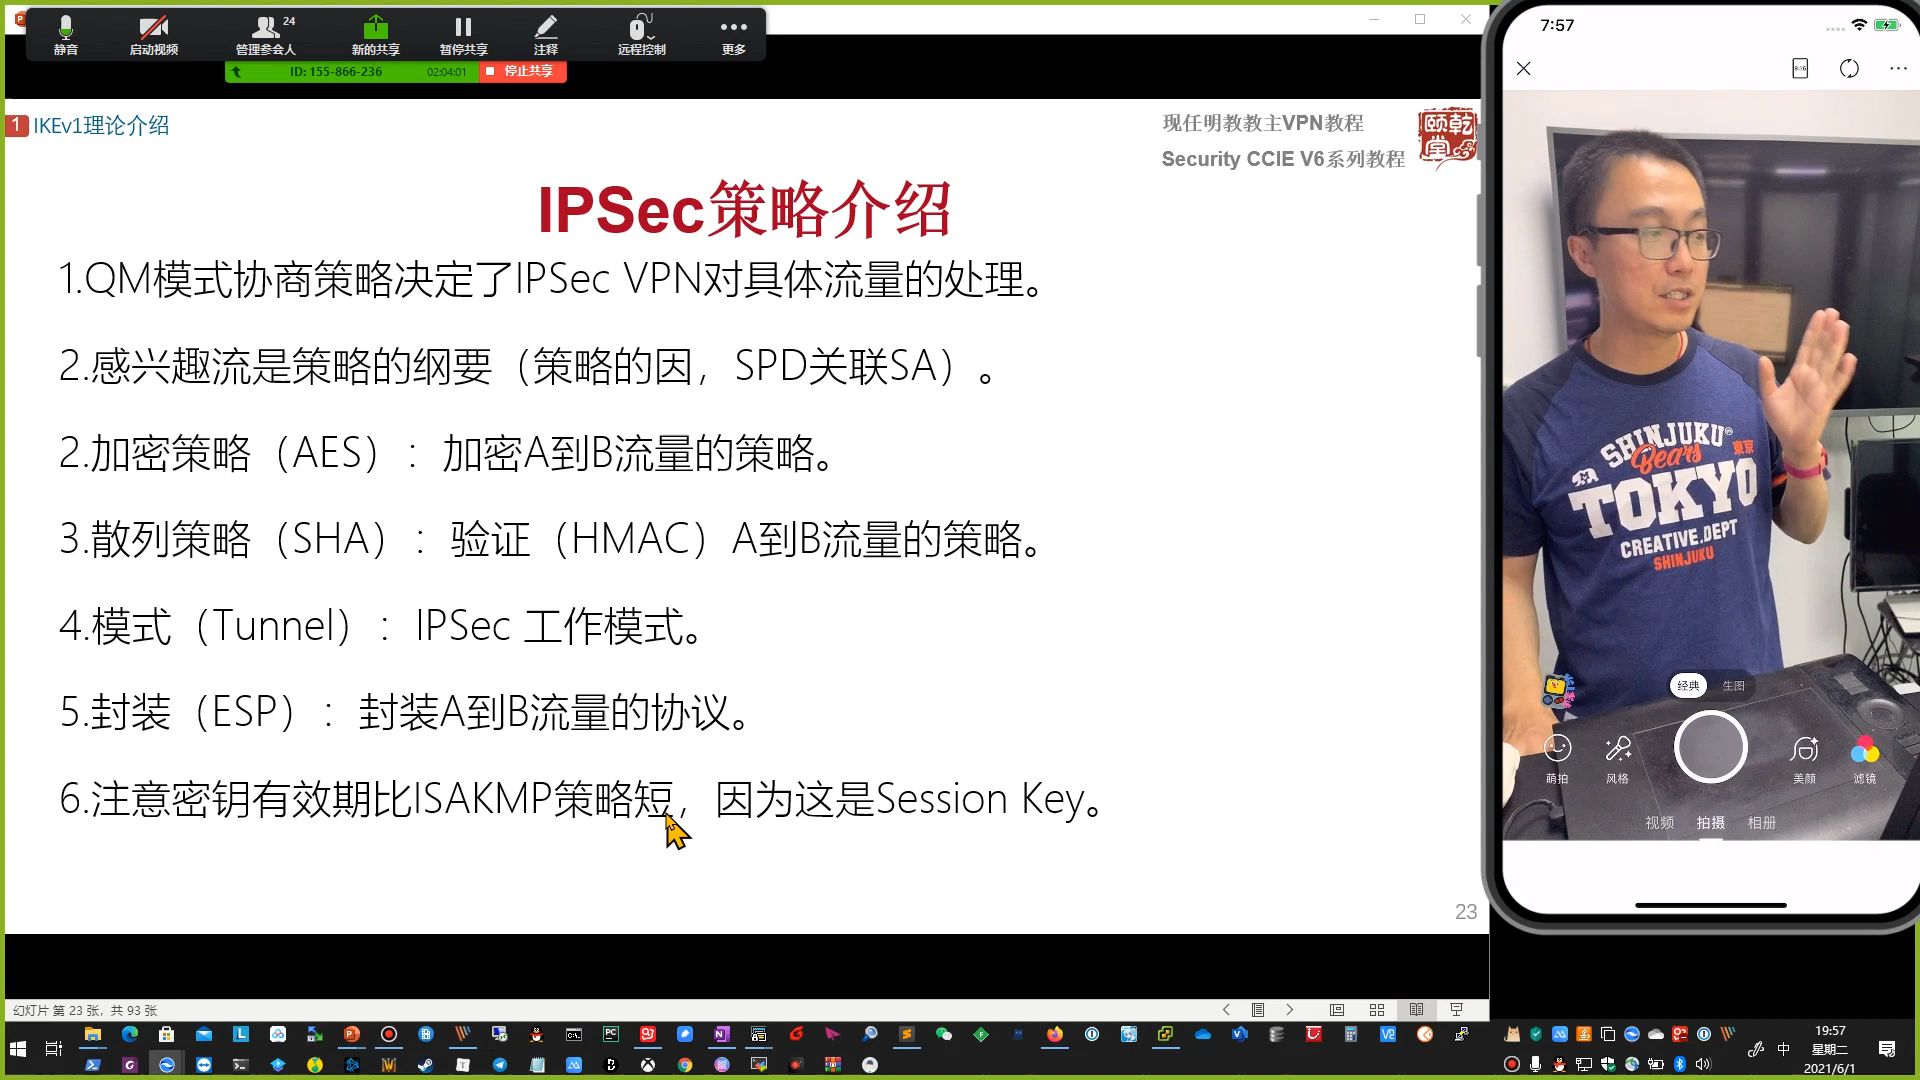 静音
启动视频
管理参会人
24
新的共享
暂停共享
注释
远程控制
更多
ID: 155-866-236
02:04:01
停止共享
1
IKEv1理论介绍
现任明教教主VPN教程
Security CCIE V6系列教程
颐乾堂
IPSec策略介绍
1.QM模式协商策略决定了IPSec VPN对具体流量的处理。
2.感兴趣流是策略的纲要（策略的因，SPD关联SA）。
2.加密策略（AES）：加密A到B流量的策略。
3.散列策略（SHA）：验证（HMAC）A到B流量的策略。
4.模式（Tunnel）：IPSec 工作模式。
5.封装（ESP）：封装A到B流量的协议。
6.注意密钥有效期比ISAKMP策略短，因为这是Session Key。
23
幻灯片 第 23 张，共 93 张
7:57
9:16
SHINJUKU
Bears
東京
TOKYO
CREATIVE.DEPT
SHINJUKU
经典
生图
萌拍
风格
美颜
滤镜
视频
拍摄
相册
中
19:57
星期二
2021/6/1